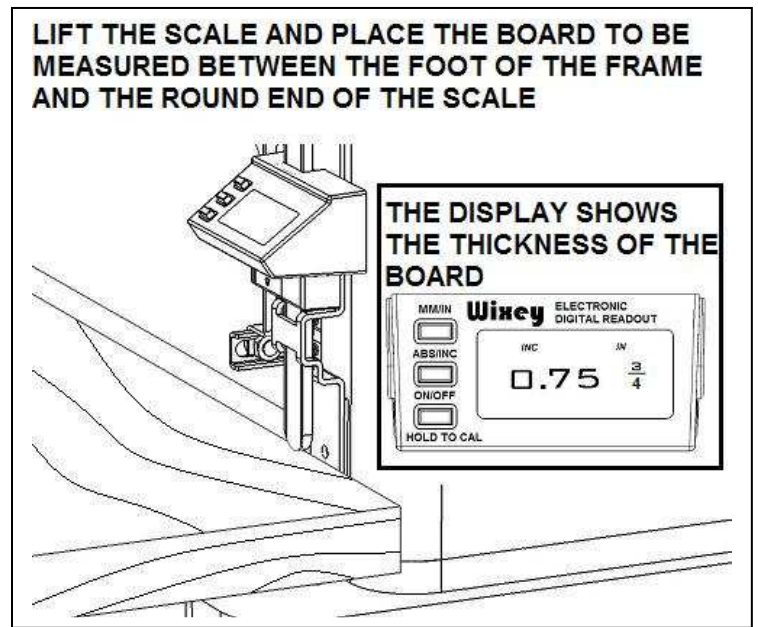 LIFT THE SCALE AND PLACE THE BOARD TO BE
MEASURED BETWEEN THE FOOT OF THE FRAME
AND THE ROUND END OF THE SCALE
THE DISPLAY SHOWS
THE THICKNESS OF THE
BOARD
MM/IN
Wixey
ELECTRONIC
DIGITAL READOUT
ABS/INC
INC
IN
0.75
3/4
ON/OFF
HOLD TO CAL